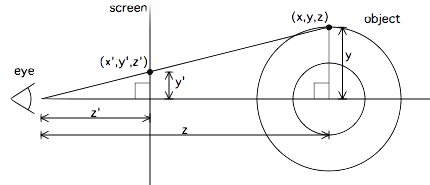 screen
(x,y,z)
object
eye
(x',y',z')
y'
y
z'
z